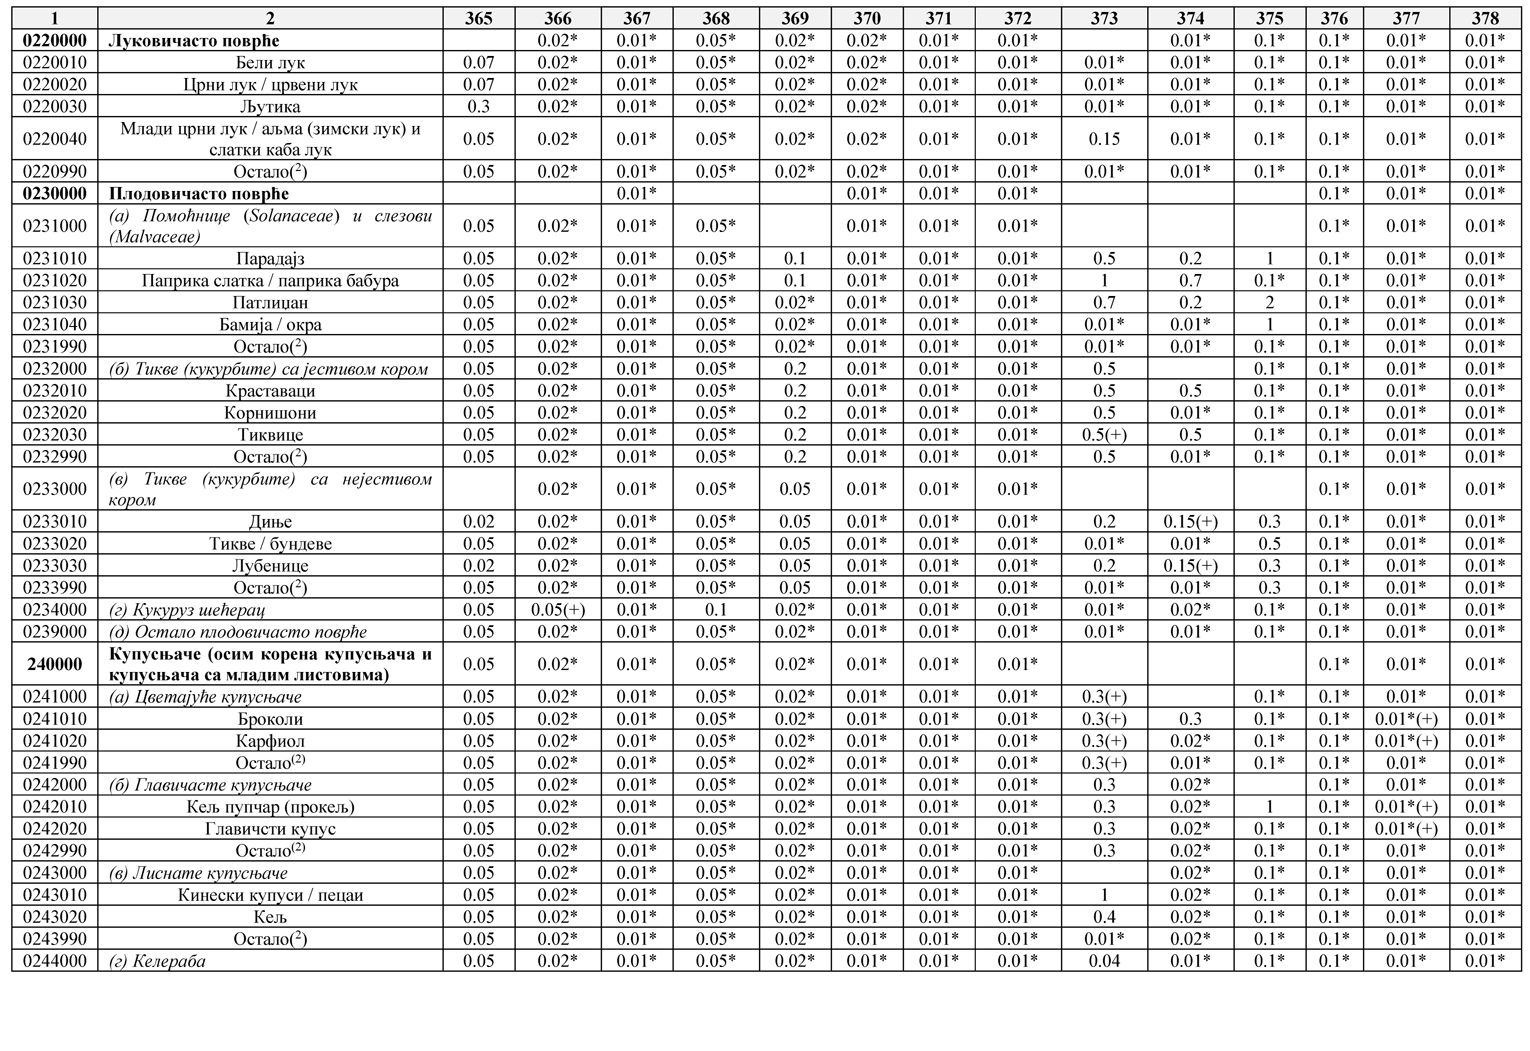 1 2 365 366 367 368 369 370 371 372 373 374 375 376 377 378
0220000 Луковичасто поврће 0.02* 0.01* 0.05* 0.02* 0.02* 0.01* 0.01* 0.01* 0.1* 0.1* 0.01* 0.01*
0220010 Бели лук 0.07 0.02* 0.01* 0.05* 0.02* 0.02* 0.01* 0.01* 0.01* 0.01* 0.1* 0.1* 0.01* 0.01*
0220020 Црни лук / црвени лук 0.07 0.02* 0.01* 0.05* 0.02* 0.02* 0.01* 0.01* 0.01* 0.01* 0.1* 0.1* 0.01* 0.01*
0220030 Љутика 0.3 0.02* 0.01* 0.05* 0.02* 0.02* 0.01* 0.01* 0.01* 0.01* 0.1* 0.1* 0.01* 0.01*
0220040 Млади црни лук / аљма (зимски лук) и
слатки каба лук 0.05 0.02* 0.01* 0.05* 0.02* 0.02* 0.01* 0.01* 0.15 0.01* 0.1* 0.1* 0.01* 0.01*
0220990 Остало(2) 0.05 0.02* 0.01* 0.05* 0.02* 0.02* 0.01* 0.01* 0.01* 0.01* 0.1* 0.1* 0.01* 0.01*
0230000 Плодовичасто поврће 0.01* 0.01* 0.01* 0.01* 0.1* 0.01* 0.01*
0231000 (а) Помоћнице (Solanaceae) и слезови
(Malvaceae) 0.05 0.02* 0.01* 0.05* 0.01* 0.01* 0.01* 0.1* 0.01* 0.01*
0231010 Парадајз 0.05 0.02* 0.01* 0.05* 0.1 0.01* 0.01* 0.01* 0.5 0.2 1 0.1* 0.01* 0.01*
0231020 Паприка слатка / паприка бабура 0.05 0.02* 0.01* 0.05* 0.1 0.01* 0.01* 0.01* 1 0.7 0.1* 0.1* 0.01* 0.01*
0231030 Патлиџан 0.05 0.02* 0.01* 0.05* 0.02* 0.01* 0.01* 0.01* 0.7 0.2 2 0.1* 0.01* 0.01*
0231040 Бамија / окра 0.05 0.02* 0.01* 0.05* 0.02* 0.01* 0.01* 0.01* 0.01* 0.01* 1 0.1* 0.01* 0.01*
0231990 Остало(2) 0.05 0.02* 0.01* 0.05* 0.02* 0.01* 0.01* 0.01* 0.01* 0.01* 0.1* 0.1* 0.01* 0.01*
0232000 (б) Тикве (кукурбите) са јестивом кором 0.05 0.02* 0.01* 0.05* 0.2 0.01* 0.01* 0.01* 0.5 0.1* 0.1* 0.01* 0.01*
0232010 Краставаци 0.05 0.02* 0.01* 0.05* 0.2 0.01* 0.01* 0.01* 0.5 0.5 0.1* 0.1* 0.01* 0.01*
0232020 Корнишони 0.05 0.02* 0.01* 0.05* 0.2 0.01* 0.01* 0.01* 0.5 0.01* 0.1* 0.1* 0.01* 0.01*
0232030 Тиквице 0.05 0.02* 0.01* 0.05* 0.2 0.01* 0.01* 0.01* 0.5(+) 0.5 0.1* 0.1* 0.01* 0.01*
0232990 Остало(2) 0.05 0.02* 0.01* 0.05* 0.2 0.01* 0.01* 0.01* 0.5 0.01* 0.1* 0.1* 0.01* 0.01*
0233000 (в) Тикве (кукурбите) са нејестивом
кором 0.02* 0.01* 0.05* 0.05 0.01* 0.01* 0.01* 0.1* 0.01* 0.01*
0233010 Диње 0.02 0.02* 0.01* 0.05* 0.05 0.01* 0.01* 0.01* 0.2 0.15(+) 0.3 0.1* 0.01* 0.01*
0233020 Тикве / бундеве 0.05 0.02* 0.01* 0.05* 0.05 0.01* 0.01* 0.01* 0.01* 0.01* 0.5 0.1* 0.01* 0.01*
0233030 Лубенице 0.02 0.02* 0.01* 0.05* 0.05 0.01* 0.01* 0.01* 0.2 0.15(+) 0.3 0.1* 0.01* 0.01*
0233990 Остало(2) 0.05 0.02* 0.01* 0.05* 0.05 0.01* 0.01* 0.01* 0.01* 0.01* 0.3 0.1* 0.01* 0.01*
0234000 (г) Кукуруз шећерац 0.05 0.05(+) 0.01* 0.1 0.02* 0.01* 0.01* 0.01* 0.01* 0.02* 0.1* 0.1* 0.01* 0.01*
0239000 (д) Остало плодовичасто поврће 0.05 0.02* 0.01* 0.05* 0.02* 0.01* 0.01* 0.01* 0.01* 0.01* 0.1* 0.1* 0.01* 0.01*
240000 Купусњаче (осим корена купусњача и
купусњача са младим листовима) 0.05 0.02* 0.01* 0.05* 0.02* 0.01* 0.01* 0.01* 0.1* 0.01* 0.01*
0241000 (а) Цветајуће купусњаче 0.05 0.02* 0.01* 0.05* 0.02* 0.01* 0.01* 0.01* 0.3(+) 0.1* 0.1* 0.01* 0.01*
0241010 Броколи 0.05 0.02* 0.01* 0.05* 0.02* 0.01* 0.01* 0.01* 0.3(+) 0.3 0.1* 0.1* 0.01*(+) 0.01*
0241020 Карфиол 0.05 0.02* 0.01* 0.05* 0.02* 0.01* 0.01* 0.01* 0.3(+) 0.02* 0.1* 0.1* 0.01*(+) 0.01*
0241990 Остало(2) 0.05 0.02* 0.01* 0.05* 0.02* 0.01* 0.01* 0.01* 0.3(+) 0.01* 0.1* 0.1* 0.01* 0.01*
0242000 (б) Главичасте купусњаче 0.05 0.02* 0.01* 0.05* 0.02* 0.01* 0.01* 0.01* 0.3 0.02* 0.1* 0.01* 0.01*
0242010 Кељ пупчар (прокељ) 0.05 0.02* 0.01* 0.05* 0.02* 0.01* 0.01* 0.01* 0.3 0.02* 1 0.1* 0.01*(+) 0.01*
0242020 Главичсти купус 0.05 0.02* 0.01* 0.05* 0.02* 0.01* 0.01* 0.01* 0.3 0.02* 0.1* 0.1* 0.01*(+) 0.01*
0242990 Остало(2) 0.05 0.02* 0.01* 0.05* 0.02* 0.01* 0.01* 0.01* 0.3 0.02* 0.1* 0.1* 0.01* 0.01*
0243000 (в) Лиснате купусњаче 0.05 0.02* 0.01* 0.05* 0.02* 0.01* 0.01* 0.01* 0.02* 0.1* 0.1* 0.01* 0.01*
0243010 Кинески купуси / пецаи 0.05 0.02* 0.01* 0.05* 0.02* 0.01* 0.01* 0.01* 1 0.02* 0.1* 0.1* 0.01* 0.01*
0243020 Кељ 0.05 0.02* 0.01* 0.05* 0.02* 0.01* 0.01* 0.01* 0.4 0.02* 0.1* 0.1* 0.01* 0.01*
0243990 Остало(2) 0.05 0.02* 0.01* 0.05* 0.02* 0.01* 0.01* 0.01* 0.01* 0.02* 0.1* 0.1* 0.01* 0.01*
0244000 (г) Келераба 0.05 0.02* 0.01* 0.05* 0.02* 0.01* 0.01* 0.01* 0.04 0.01* 0.1* 0.1* 0.01* 0.01*